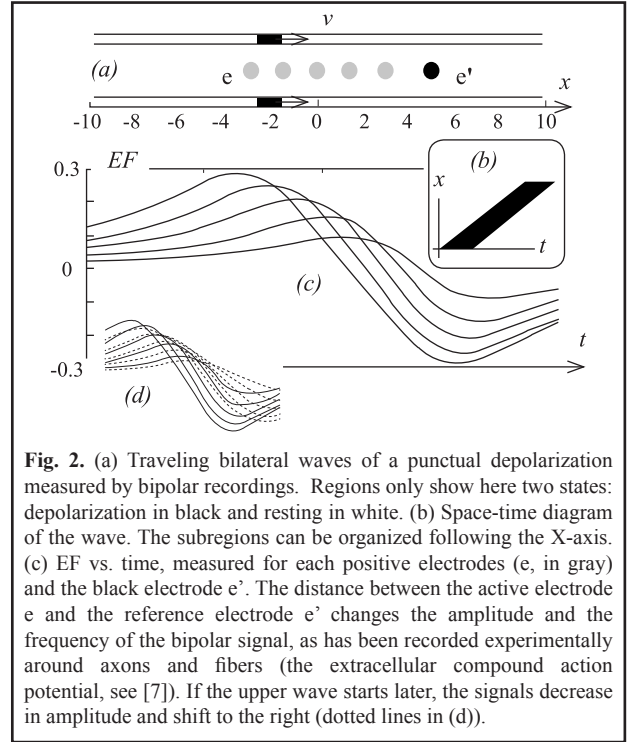 v
(a)
e
e'
x
-10 -8 -6 -4 -2 0 2 4 6 8 10
0.3
EF
(b)
x
t
0
(c)
t
-0.3
(d)
Fig. 2. (a) Traveling bilateral waves of a punctual depolarization
measured by bipolar recordings. Regions only show here two states:
depolarization in black and resting in white. (b) Space-time diagram
of the wave. The subregions can be organized following the X-axis.
(c) EF vs. time, measured for each positive electrodes (e, in gray)
and the black electrode e’. The distance between the active electrode
e and the reference electrode e’ changes the amplitude and the
frequency of the bipolar signal, as has been recorded experimentally
around axons and fibers (the extracellular compound action
potential, see [7]). If the upper wave starts later, the signals decrease
in amplitude and shift to the right (dotted lines in (d)).